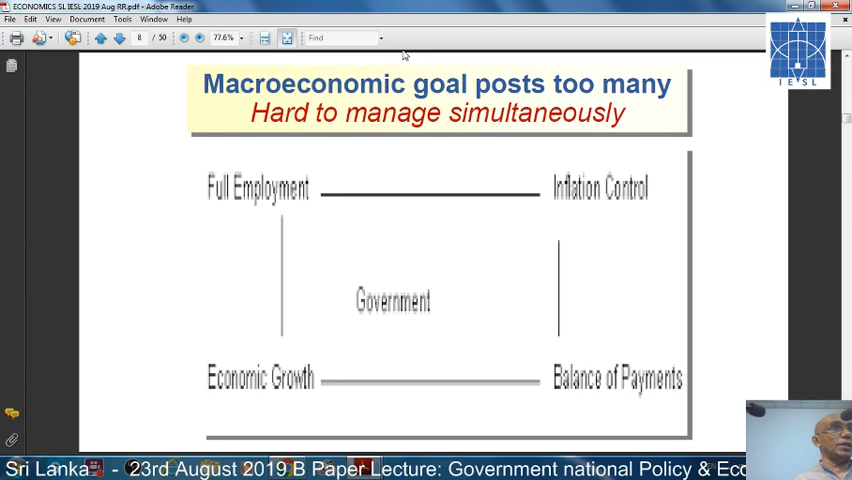 ECONOMICS SL IESL 2019 Aug RR.pdf - Adobe Reader
File Edit View Document Tools Window Help
8 / 50 77.6% Find
IESL
Macroeconomic goal posts too many
Hard to manage simultaneously
Full Employment Inflation Control
Government
Economic Growth Balance of Payments
Sri Lanka - 23rd August 2019 B Paper Lecture: Government national Policy & Eco